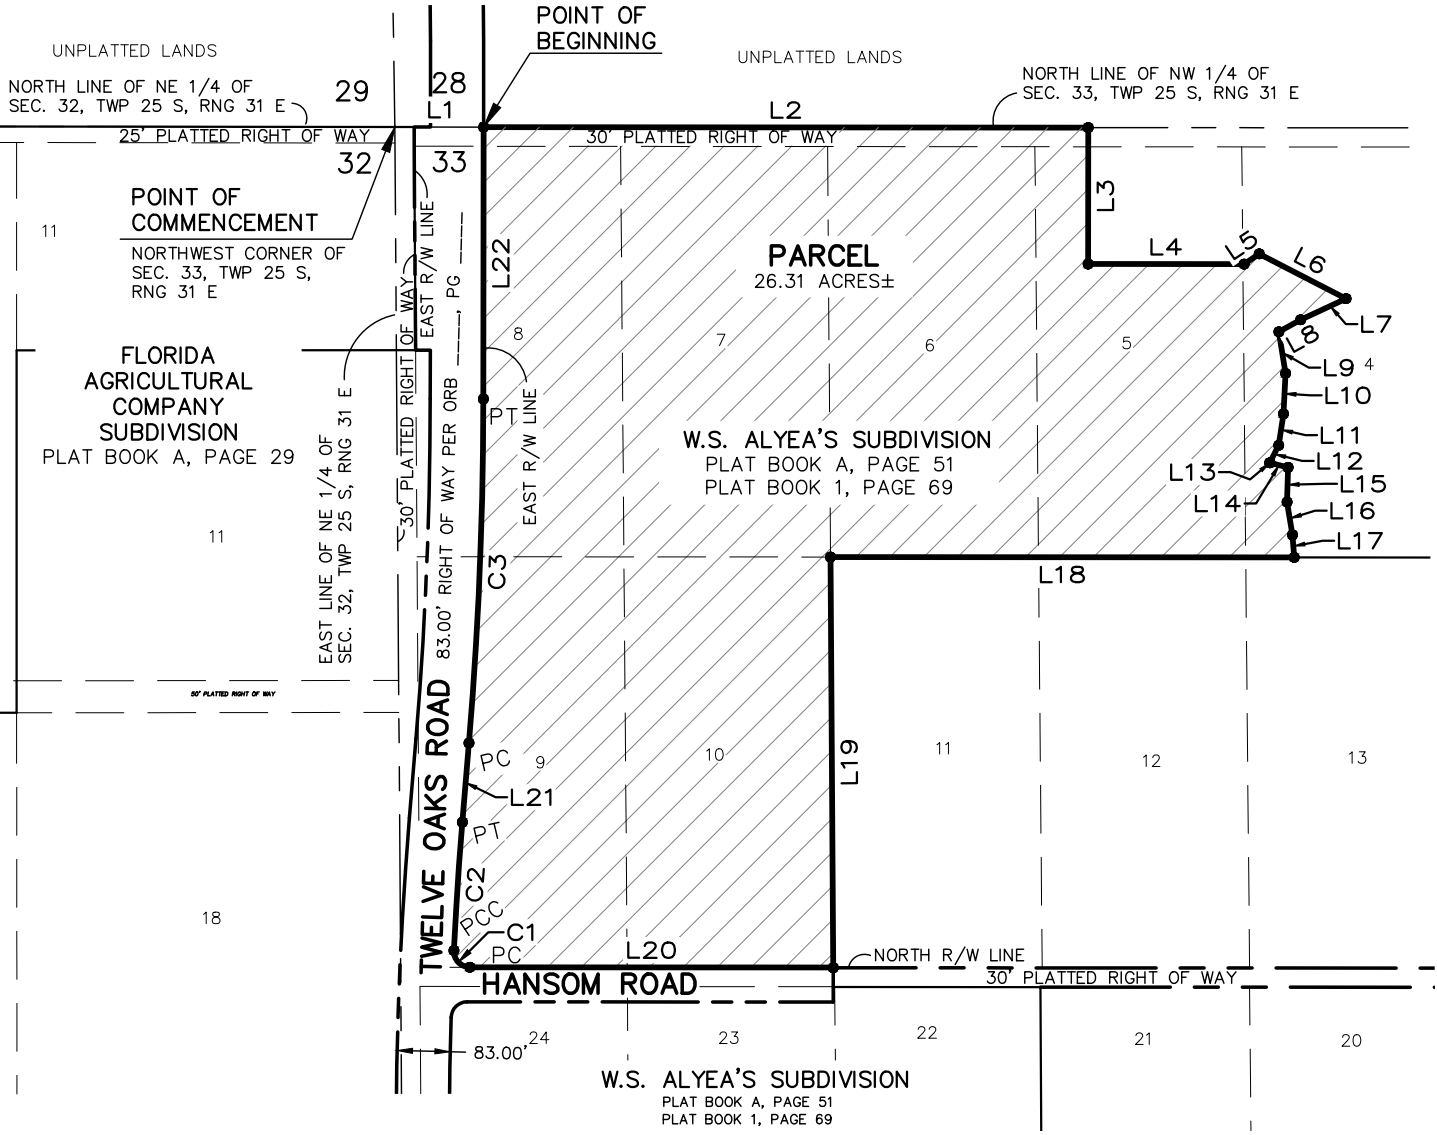 POINT OF
BEGINNING
UNPLATTED LANDS
UNPLATTED LANDS
NORTH LINE OF NE 1/4 OF
SEC. 32, TWP 25 S, RNG 31 E
29
28
L1
L2
NORTH LINE OF NW 1/4 OF
SEC. 33, TWP 25 S, RNG 31 E
25' PLATTED RIGHT OF WAY
30' PLATTED RIGHT OF WAY
32
33
POINT OF
COMMENCEMENT
NORTHWEST CORNER OF
SEC. 33, TWP 25 S,
RNG 31 E
11
EAST R/W LINE
L22
L3
PARCEL
26.31 ACRES±
L4
L5
L6
L7
L8
L9
4
L10
L11
L12
L13
L14
L15
L16
L17
8
7
6
5
FLORIDA
AGRICULTURAL
COMPANY
SUBDIVISION
PLAT BOOK A, PAGE 29
30' PLATTED RIGHT OF WAY
83.00' RIGHT OF WAY PER ORB ____, PG ____
PT
EAST R/W LINE
W.S. ALYEA'S SUBDIVISION
PLAT BOOK A, PAGE 51
PLAT BOOK 1, PAGE 69
EAST LINE OF NE 1/4 OF
SEC. 32, TWP 25 S, RNG 31 E
11
C3
L18
50' PLATTED RIGHT OF WAY
TWELVE OAKS ROAD
PC
9
10
L19
11
12
13
L21
PT
C2
PCC
C1
PC
18
L20
NORTH R/W LINE
HANSOM ROAD
30' PLATTED RIGHT OF WAY
83.00'
24
23
22
21
20
W.S. ALYEA'S SUBDIVISION
PLAT BOOK A, PAGE 51
PLAT BOOK 1, PAGE 69